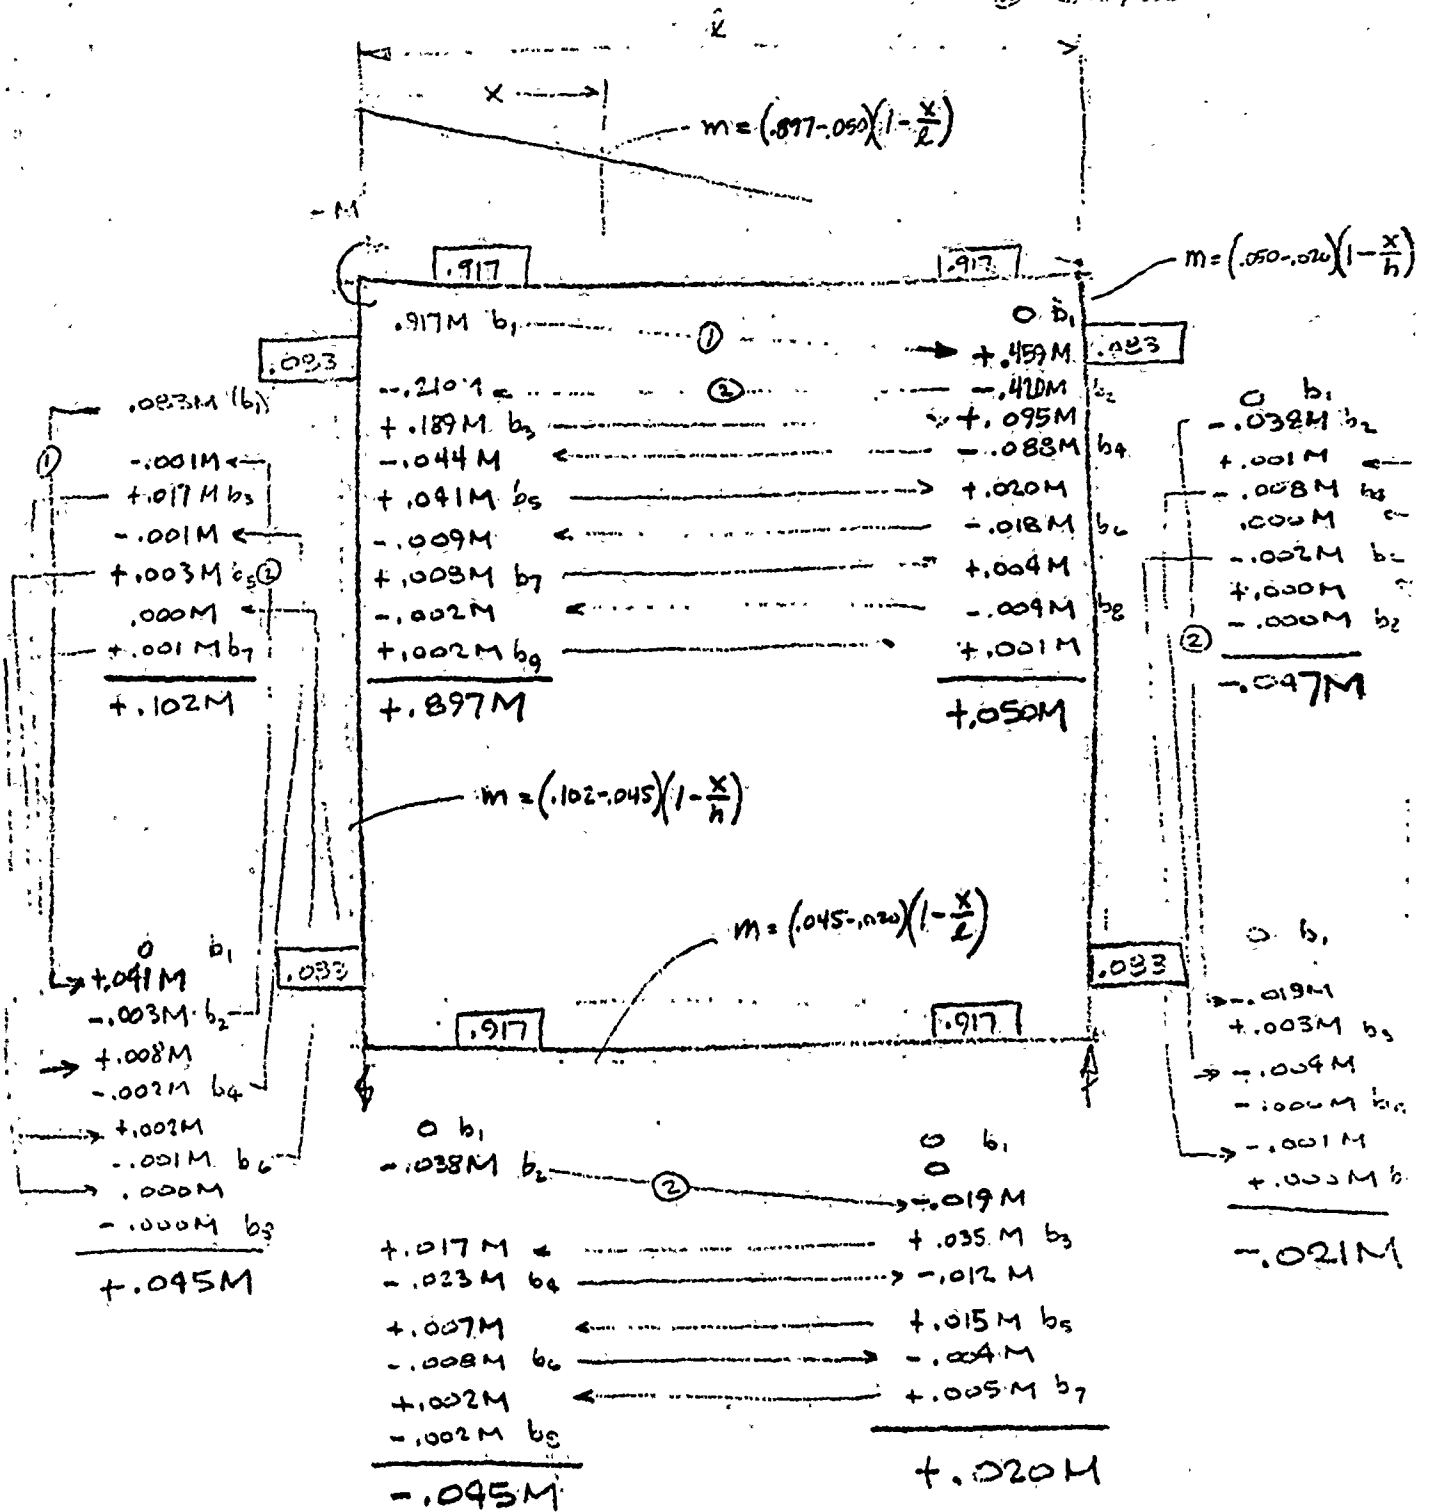 l
x
m = (.897-.050)(1 - x/l)
- M
.917
.917
m = (.050-.020)(1 - x/h)
.083
.083
.917M b1
①
0 b1
+.459M
②
-.420M b2
+.189M b3
+.095M
-.044M
-.088M b4
+.041M b5
+.020M
-.009M
-.018M b6
+.008M b7
+.004M
-.002M
-.004M b8
+.002M b9
+.001M
+.897M
+.050M
.083M (b1)
①
-.001M
+.017M b3
-.001M
+.003M b5 ②
.000M
+.001M b7
+.102M
0 b1
-.038M b2
+.001M
-.008M
.000M
-.002M
+.000M
-.000M b2
②
-.047M
m = (.102-.045)(1 - x/h)
m = (.045-.020)(1 - x/l)
.083
.083
.917
.917
0 b1
+.041M
-.003M b2
+.008M
-.002M b4
+.002M
-.001M b6
.000M
-.000M b8
+.045M
0 b1
-.019M
+.003M b3
-.004M
-.001M
+.000M b
-.021M
0 b1
0 b1
-.038M b2
0
②
-.019M
+.017M
+.035M b3
-.023M b4
-.012M
+.007M
+.015M b5
-.008M b6
-.004M
+.002M
+.005M b7
-.002M b8
-.045M
+.020M